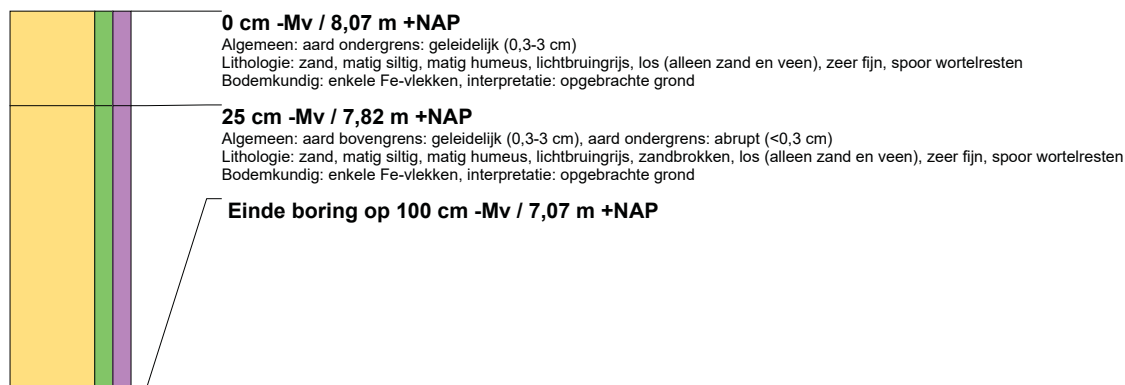 0 cm -Mv / 8,07 m +NAP
Algemeen: aard ondergrens: geleidelijk (0,3-3 cm)
Lithologie: zand, matig siltig, matig humeus, lichtbruingrijs, los (alleen zand en veen), zeer fijn, spoor wortelresten
Bodemkundig: enkele Fe-vlekken, interpretatie: opgebrachte grond
25 cm -Mv / 7,82 m +NAP
Algemeen: aard bovengrens: geleidelijk (0,3-3 cm), aard ondergrens: abrupt (<0,3 cm)
Lithologie: zand, matig siltig, matig humeus, lichtbruingrijs, zandbrokken, los (alleen zand en veen), zeer fijn, spoor wortelresten
Bodemkundig: enkele Fe-vlekken, interpretatie: opgebrachte grond
Einde boring op 100 cm -Mv / 7,07 m +NAP